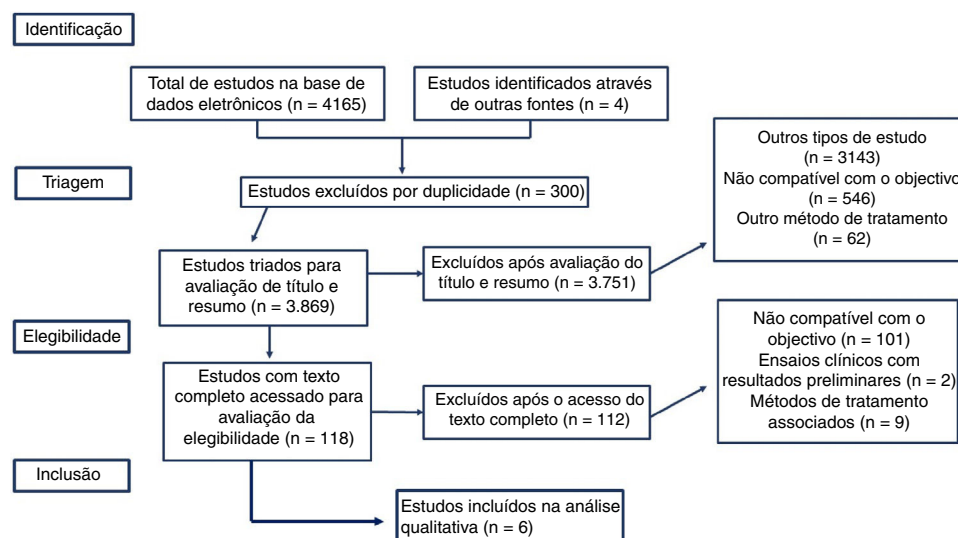 Identificação
Total de estudos na base de
dados eletrônicos (n = 4165)
Estudos identificados através
de outras fontes (n = 4)
Triagem
Estudos excluídos por duplicidade (n = 300)
Outros tipos de estudo
(n = 3143)
Não compatível com o objectivo
(n = 546)
Outro método de tratamento
(n = 62)
Estudos triados para
avaliação de título e
resumo (n = 3.869)
Excluídos após avaliação do
título e resumo (n = 3.751)
Elegibilidade
Estudos com texto
completo acessado para
avaliação da
elegibilidade (n = 118)
Excluídos após o acesso do
texto completo (n = 112)
Não compatível com o
objectivo (n = 101)
Ensaios clínicos com
resultados preliminares (n = 2)
Métodos de tratamento
associados (n = 9)
Inclusão
Estudos incluídos na análise
qualitativa (n = 6)